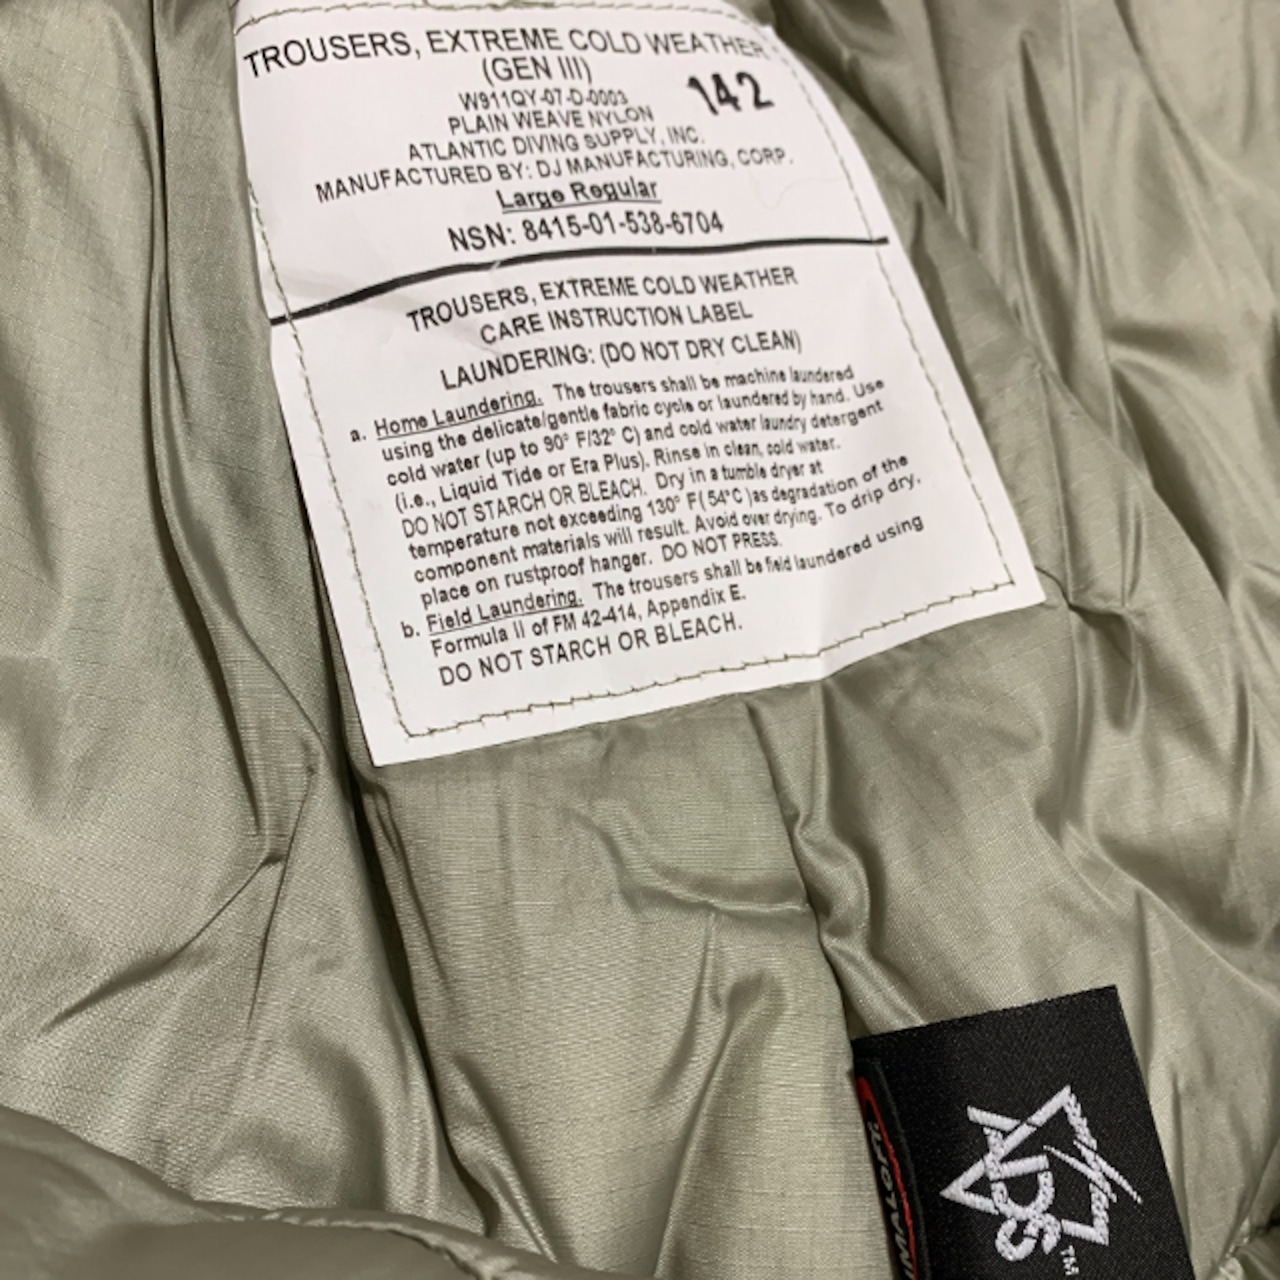 TROUSERS, EXTREME COLD WEATHER
(GEN III)
142
W911QY-07-D-0003
PLAIN WEAVE NYLON
ATLANTIC DIVING SUPPLY, INC.
MANUFACTURED BY: DJ MANUFACTURING, CORP.
Large Regular
NSN: 8415-01-538-6704
TROUSERS, EXTREME COLD WEATHER
CARE INSTRUCTION LABEL
LAUNDERING: (DO NOT DRY CLEAN)
a. Home Laundering. The trousers shall be machine laundered
using the delicate/gentle fabric cycle or laundered by hand. Use
cold water (up to 90° F/32° C) and cold water laundry detergent
(i.e., Liquid Tide or Era Plus). Rinse in clean, cold water.
DO NOT STARCH OR BLEACH. Dry in a tumble dryer at
temperature not exceeding 130° F( 54°C )as degradation of the
component materials will result. Avoid over drying. To drip dry,
place on rustproof hanger. DO NOT PRESS.
b. Field Laundering. The trousers shall be field laundered using
Formula II of FM 42-414, Appendix E.
DO NOT STARCH OR BLEACH.
ADS
TM